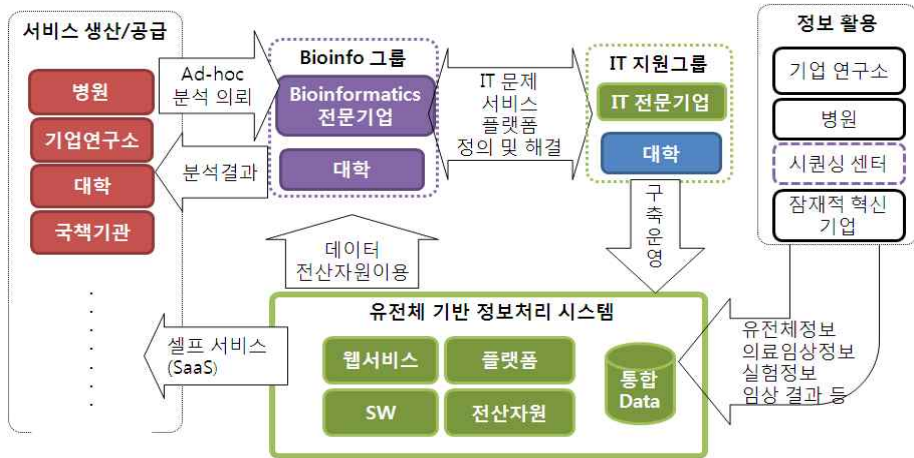 서비스 생산/공급
병원
기업연구소
대학
국책기관
Ad-hoc
분석 의뢰
분석결과
Bioinfo 그룹
Bioinformatics
전문기업
대학
IT 문제
서비스
플랫폼
정의 및 해결
IT 지원그룹
IT 전문기업
대학
정보 활용
기업 연구소
병원
시퀀싱 센터
잠재적 혁신
기업
데이터
전산자원이용
구
축
운
영
셀프 서비스
(SaaS)
유전체 기반 정보처리 시스템
웹서비스
플랫폼
SW
전산자원
통합
Data
유전체정보
의료임상정보
실험정보
임상 결과 등